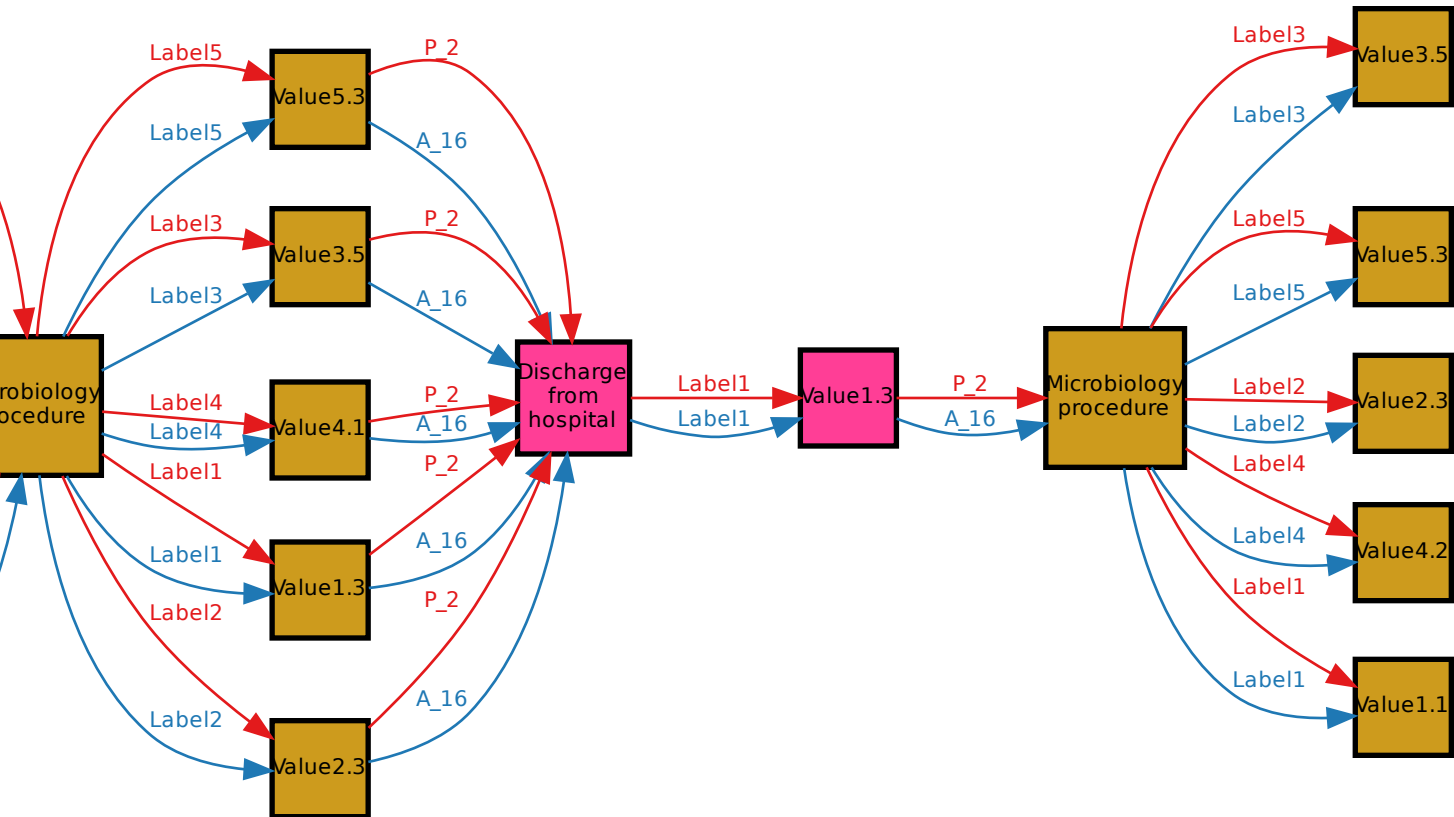 Label5
Label5
Value5.3
P_2
A_16
Label3
Label3
Value3.5
P_2
A_16
robiology
ocedure
Label4
Label4
Value4.1
P_2
A_16
Label1
Label1
Value1.3
P_2
A_16
Label2
Label2
Value2.3
P_2
A_16
Discharge
from
hospital
Label1
Label1
Value1.3
P_2
A_16
Microbiology
procedure
Label3
Label3
Value3.5
Label5
Label5
Value5.3
Label2
Label2
Value2.3
Label4
Label4
Value4.2
Label1
Label1
Value1.1